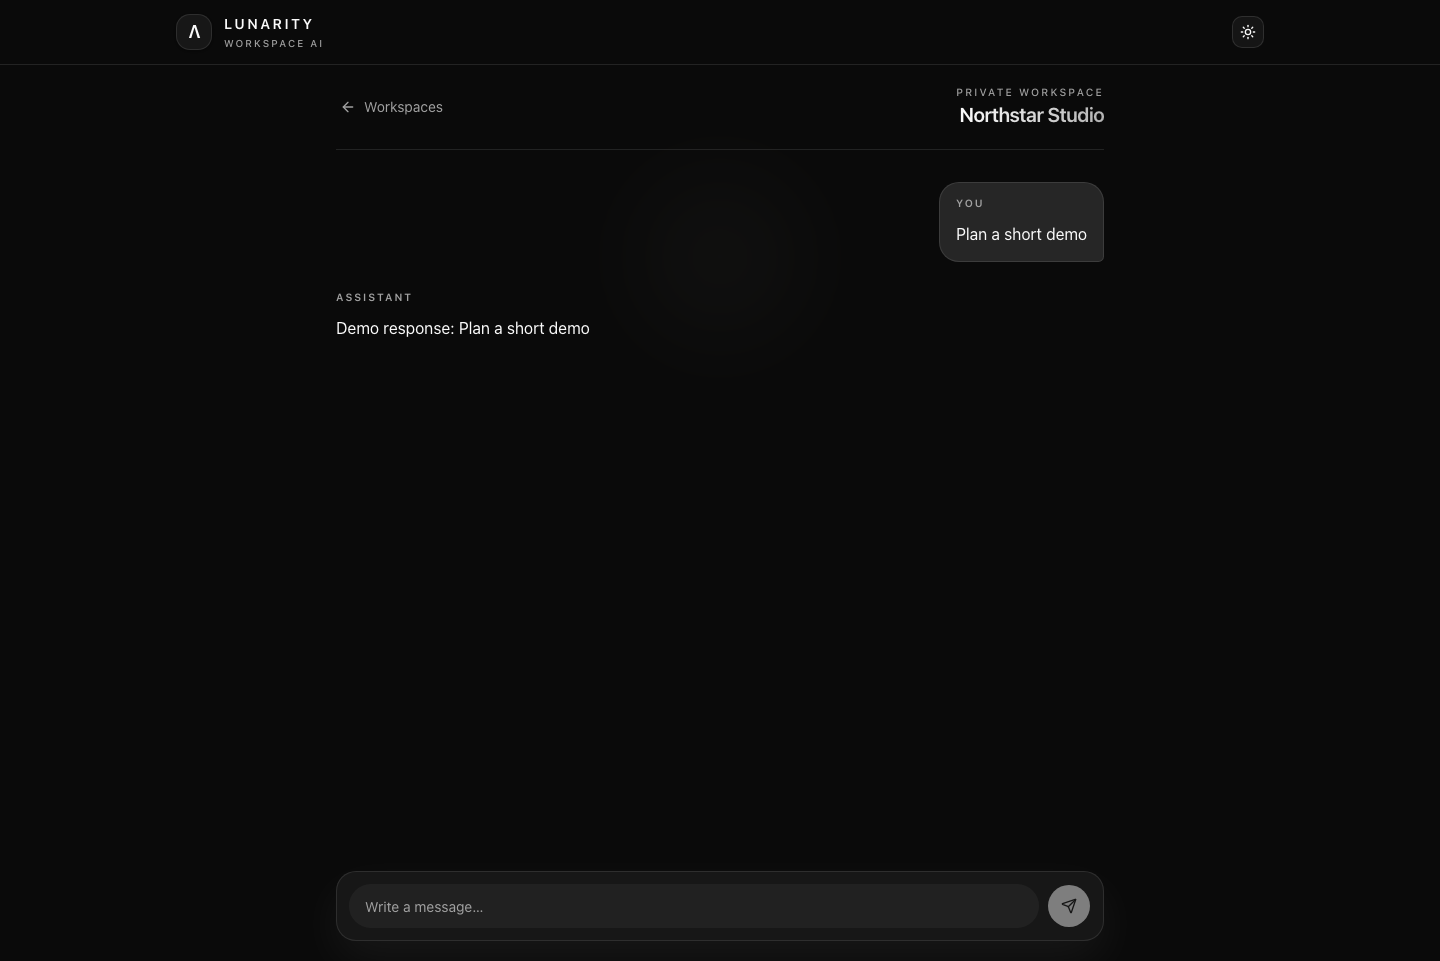 Λ
LUNARITY
WORKSPACE AI
Workspaces
PRIVATE WORKSPACE
Northstar Studio
YOU
Plan a short demo
ASSISTANT
Demo response: Plan a short demo
Write a message...